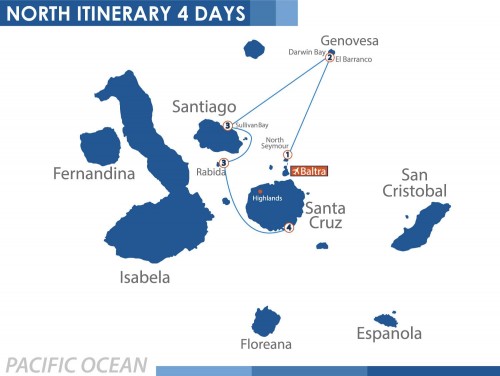 NORTH ITINERARY 4 DAYS
Genovesa
Darwin Bay
2
El Barranco
Santiago
3
Sullivan Bay
North
Seymour
1
Fernandina
Rabida
3
Baltra
San
Cristobal
Highlands
Santa
Cruz
4
Isabela
Floreana
Española
PACIFIC OCEAN